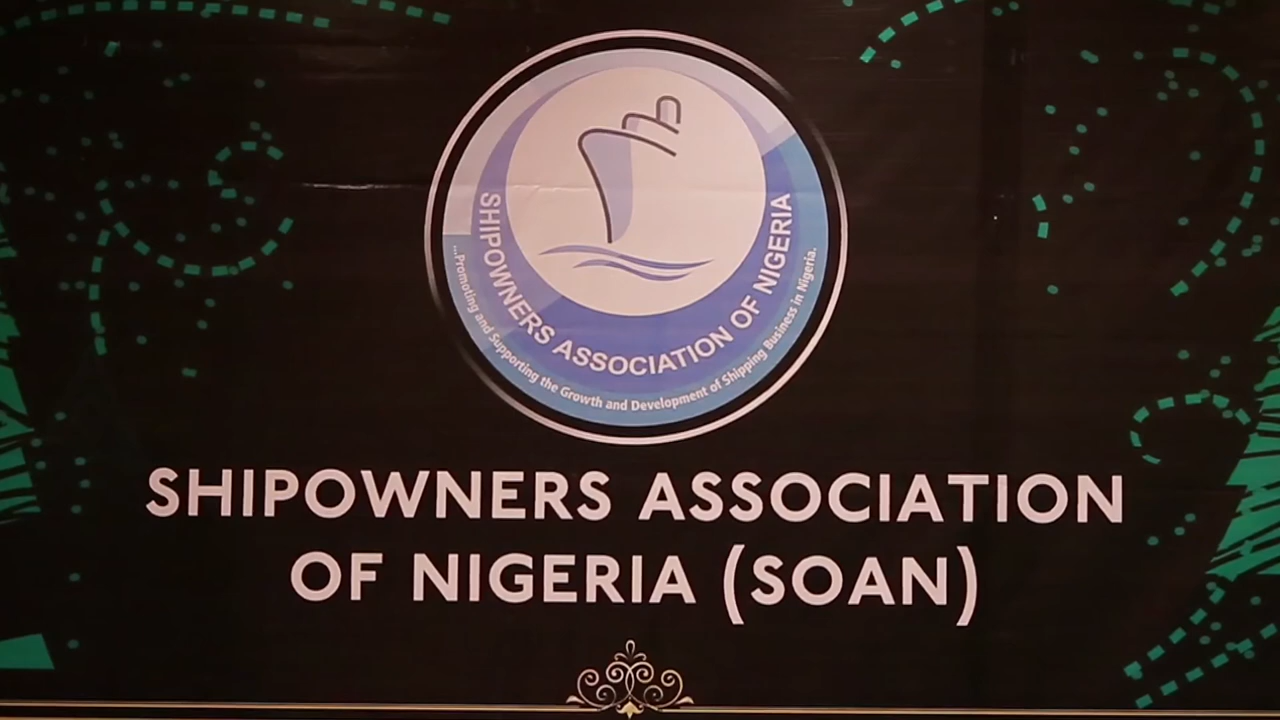 SHIPOWNERS ASSOCIATION OF NIGERIA
...Promoting and Supporting the Growth and Development of Shipping Business in Nigeria.
SHIPOWNERS ASSOCIATION
OF NIGERIA (SOAN)